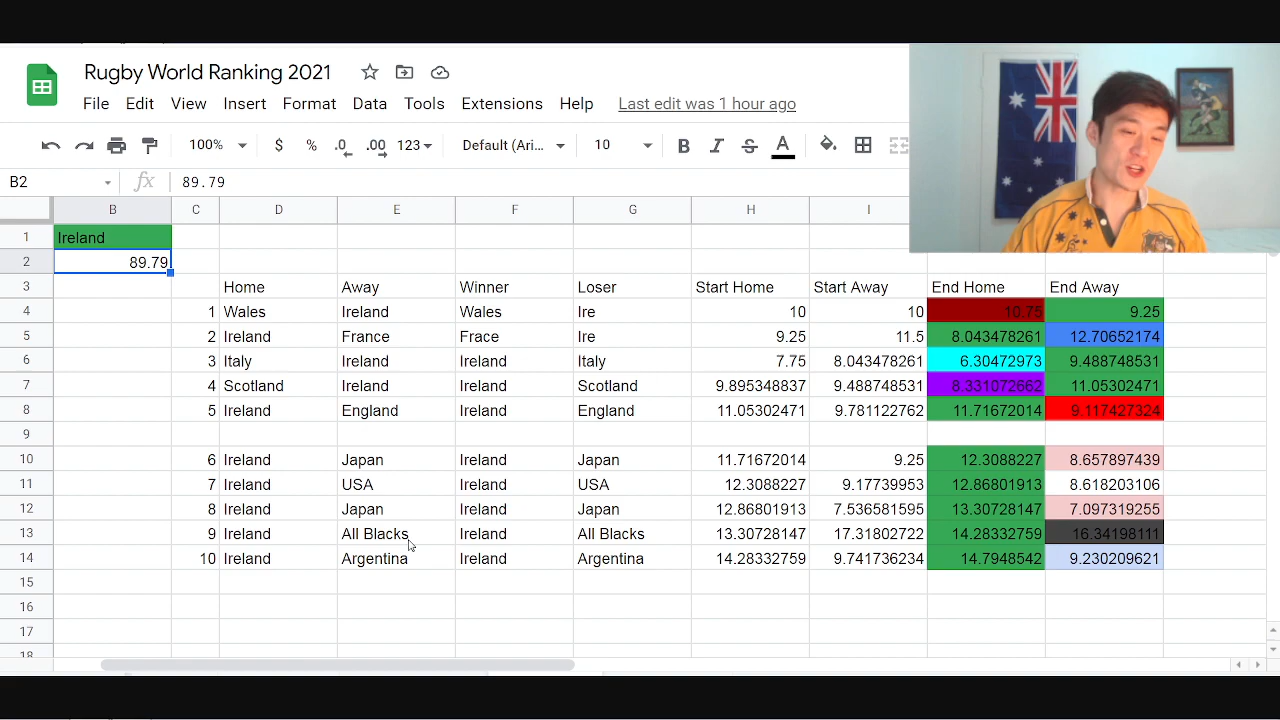 Rugby World Ranking 2021
File Edit View Insert Format Data Tools Extensions Help Last edit was 1 hour ago
100% $ % .0 .00 123 Default (Ari... 10 B I S A
B2 fx 89.79
B C D E F G H I
1 Ireland
2 89.79
3 Home Away Winner Loser Start Home Start Away End Home End Away
4 1 Wales Ireland Wales Ire 10 10 10.75 9.25
5 2 Ireland France Frace Ire 9.25 11.5 8.043478261 12.70652174
6 3 Italy Ireland Ireland Italy 7.75 8.043478261 6.30472973 9.488748531
7 4 Scotland Ireland Ireland Scotland 9.895348837 9.488748531 8.331072662 11.05302471
8 5 Ireland England Ireland England 11.05302471 9.781122762 11.71672014 9.117427324
9
10 6 Ireland Japan Ireland Japan 11.71672014 9.25 12.3088227 8.657897439
11 7 Ireland USA Ireland USA 12.3088227 9.17739953 12.86801913 8.618203106
12 8 Ireland Japan Ireland Japan 12.86801913 7.536581595 13.30728147 7.097319255
13 9 Ireland All Blacks Ireland All Blacks 13.30728147 17.31802722 14.28332759 16.34198111
14 10 Ireland Argentina Ireland Argentina 14.28332759 9.741736234 14.7948542 9.230209621
15
16
17
18